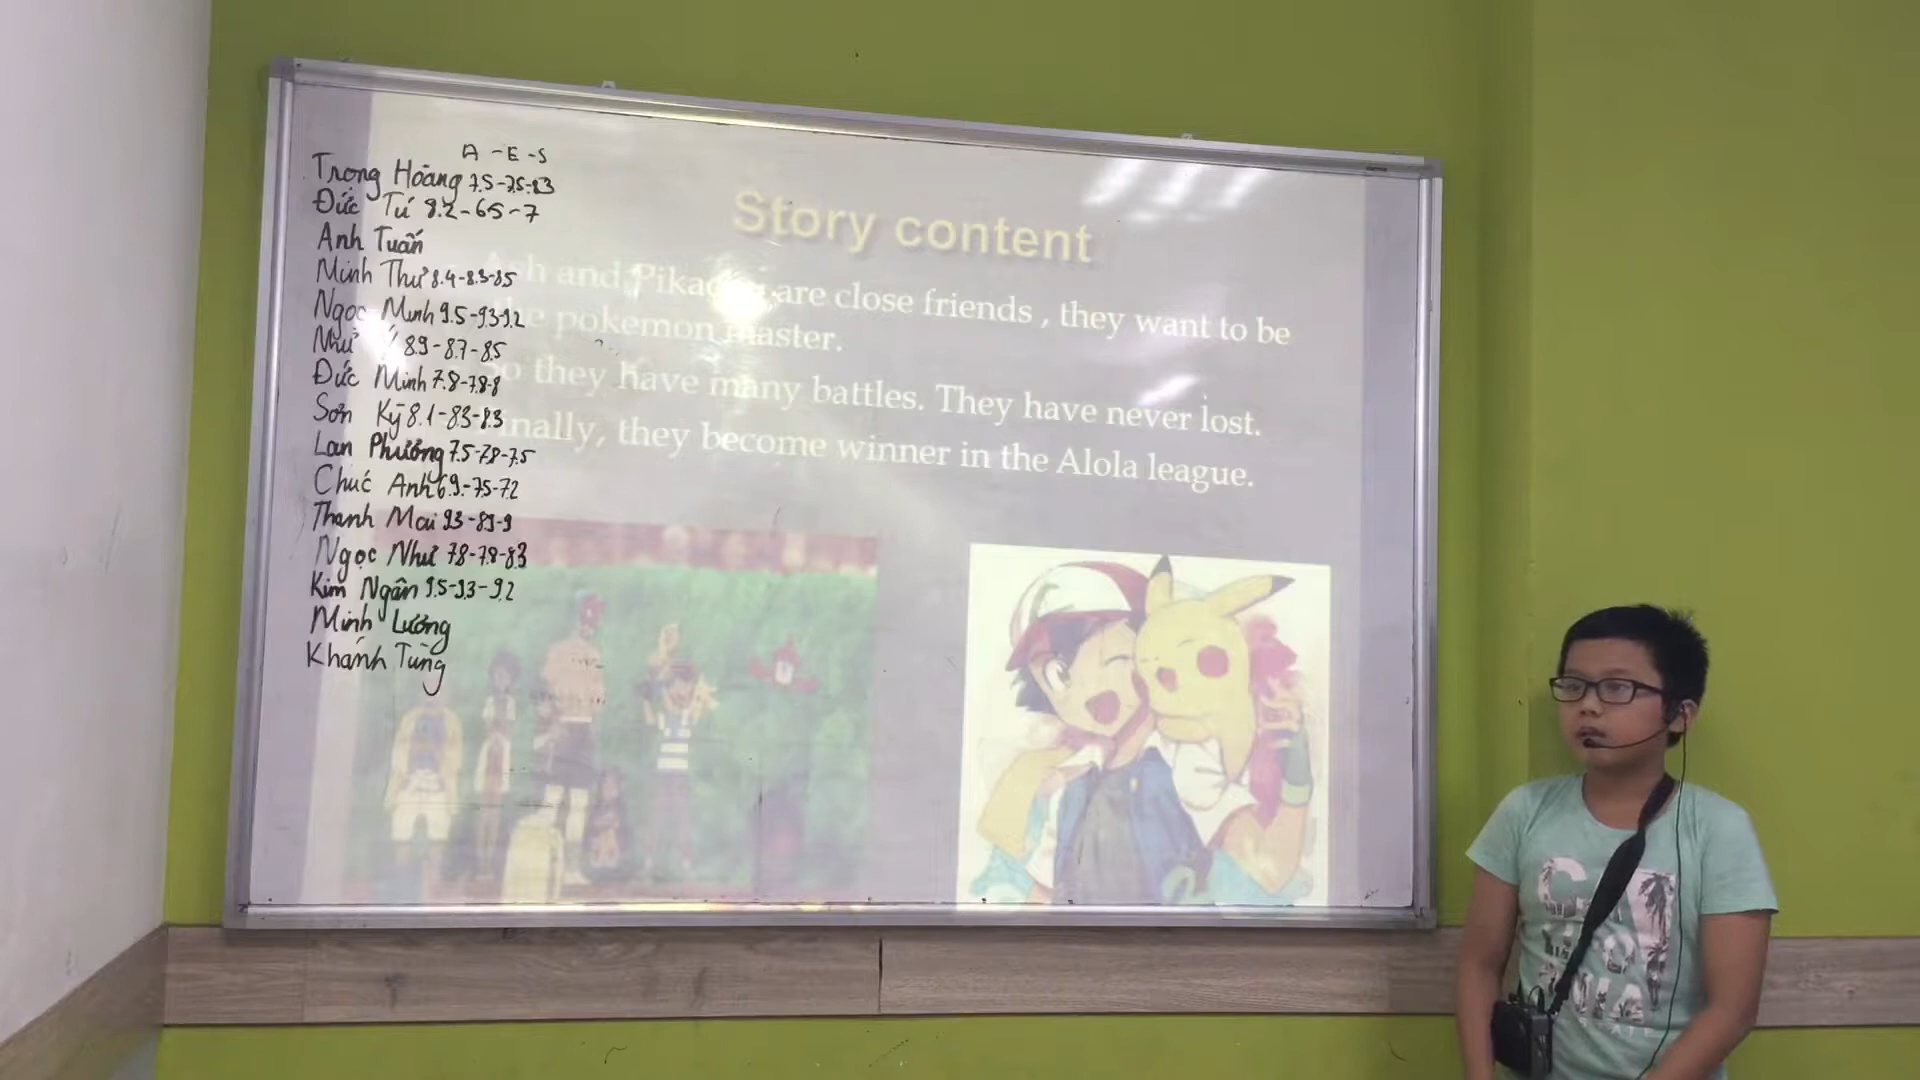 A - E - S
Trọng Hoàng 7.5-7.5-8.3
Đức Tú 8.2-6.5-7
Anh Tuấn
Minh Thư 8.4-8.3-8.5
Ngọc Minh 9.5-9.3-9.2
Như Ý 8.9-8.7-8.5
Đức Minh 7.8-7.8-8
Sơn Kỳ 8.1-8.3-8.3
Lan Phương 7.5-7.8-7.5
Chúc Anh 6.9-7.5-7.2
Thanh Mai 9.3-8.9-9
Ngọc Như 7.8-7.8-8.3
Kim Ngân 9.5-9.3-9.2
Minh Lương
Khánh Tùng
Story content
Ash and Pikachu are close friends , they want to be
the pokemon master.
So they have many battles. They have never lost.
Finally, they become winner in the Alola league.